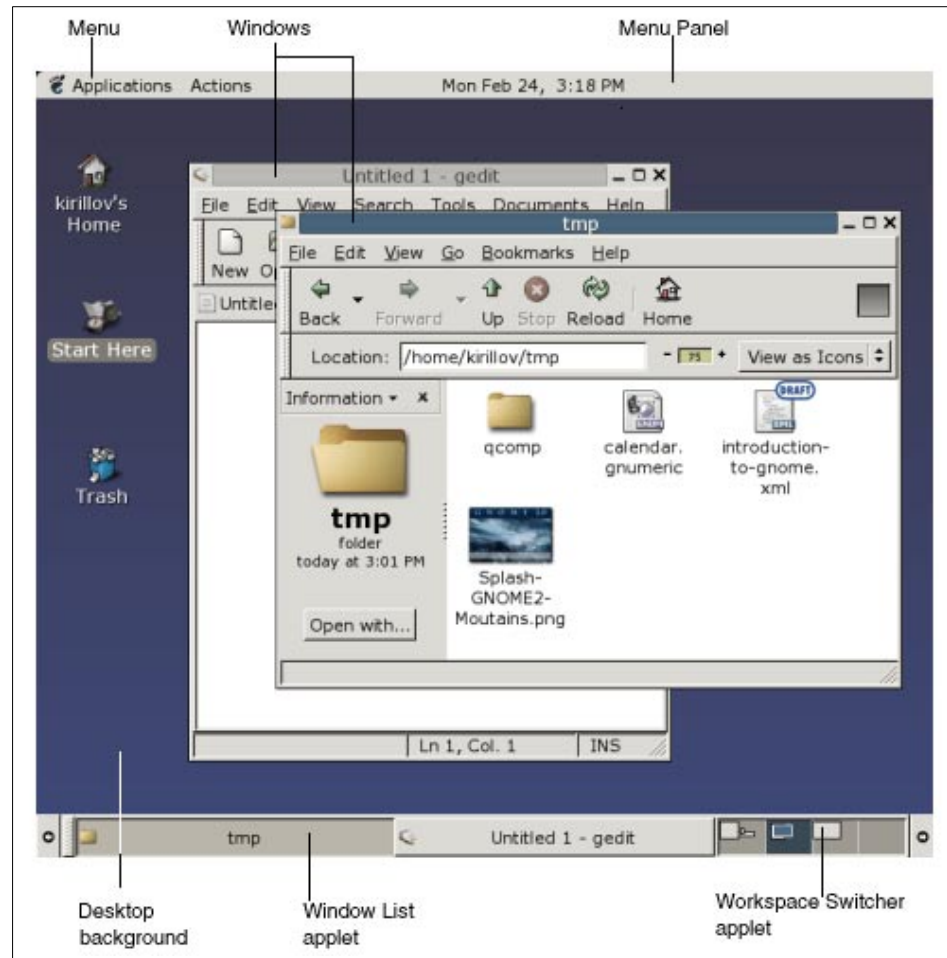 Menu
Windows
Menu Panel
Applications Actions Mon Feb 24, 3:18 PM
kirillov's
Home
Start Here
Trash
Untitled 1 - gedit
File Edit View Search Tools Documents Help
New
tmp
File Edit View Go Bookmarks Help
Back Forward Up Stop Reload Home
Location: /home/kirillov/tmp - 75 + View as Icons
Information
tmp
folder
today at 3:01 PM
Open with...
qcomp
calendar.
gnumeric
DRAFT
introduction-
to-gnome.
xml
Splash-
GNOME2-
Moutains.png
Ln 1, Col. 1 INS
tmp Untitled 1 - gedit
Desktop
background
Window List
applet
Workspace Switcher
applet